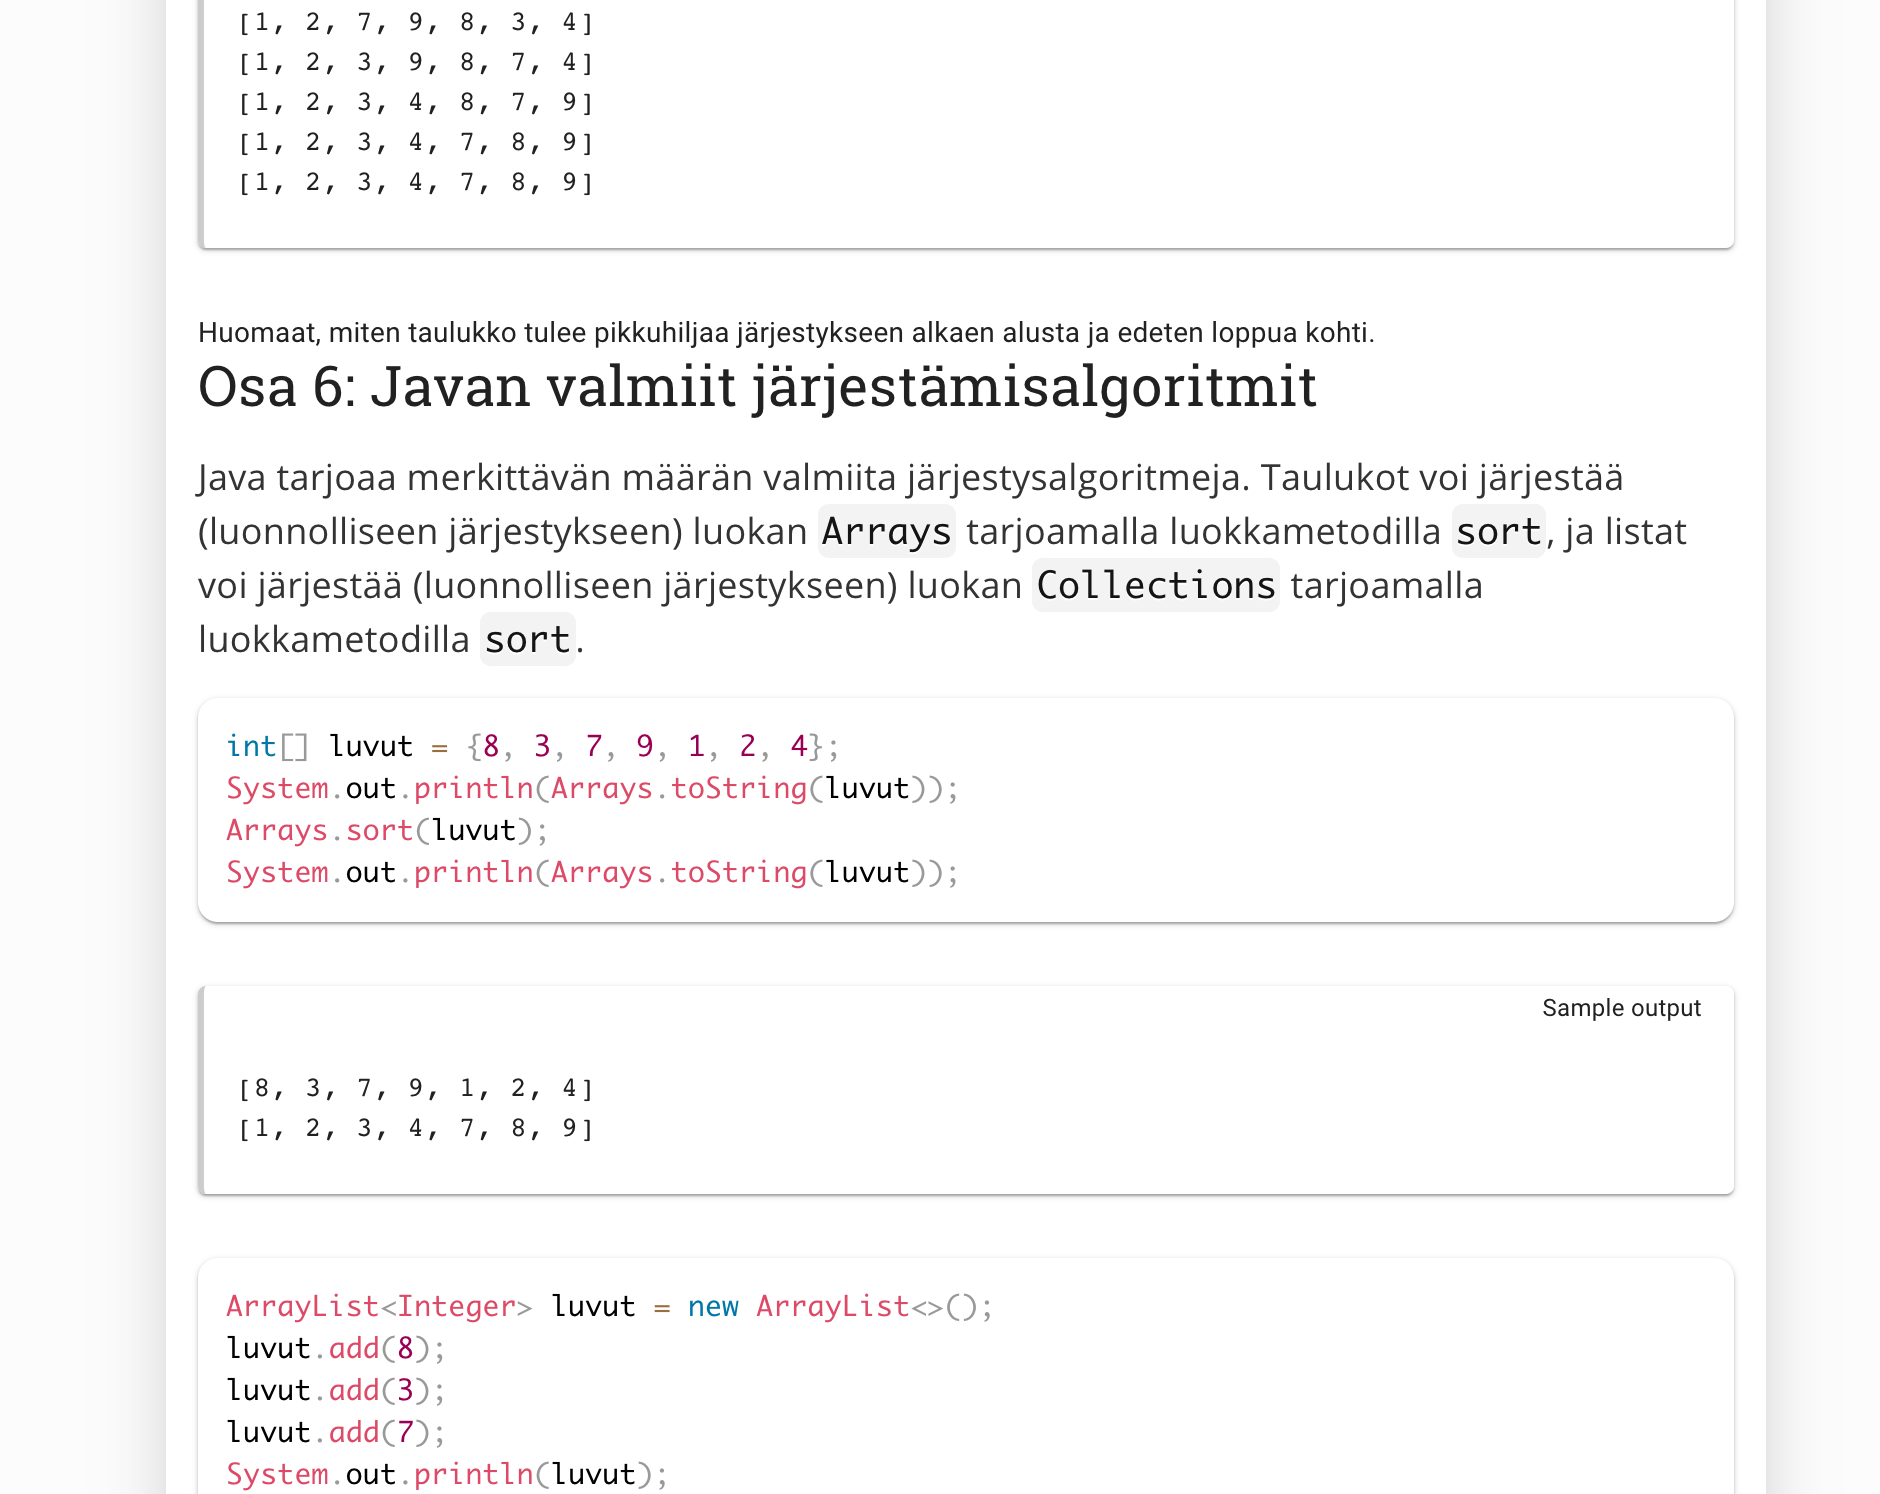 [1, 2, 7, 9, 8, 3, 4]
[1, 2, 3, 9, 8, 7, 4]
[1, 2, 3, 4, 8, 7, 9]
[1, 2, 3, 4, 7, 8, 9]
[1, 2, 3, 4, 7, 8, 9]
Huomaat, miten taulukko tulee pikkuhiljaa järjestykseen alkaen alusta ja edeten loppua kohti.
Osa 6: Javan valmiit järjestämisalgoritmit
Java tarjoaa merkittävän määrän valmiita järjestysalgoritmeja. Taulukot voi järjestää
(luonnolliseen järjestykseen) luokan Arrays tarjoamalla luokkametodilla sort, ja listat
voi järjestää (luonnolliseen järjestykseen) luokan Collections tarjoamalla
luokkametodilla sort.
int[] luvut = {8, 3, 7, 9, 1, 2, 4};
System.out.println(Arrays.toString(luvut));
Arrays.sort(luvut);
System.out.println(Arrays.toString(luvut));
Sample output
[8, 3, 7, 9, 1, 2, 4]
[1, 2, 3, 4, 7, 8, 9]
ArrayList<Integer> luvut = new ArrayList<>();
luvut.add(8);
luvut.add(3);
luvut.add(7);
System.out.println(luvut);